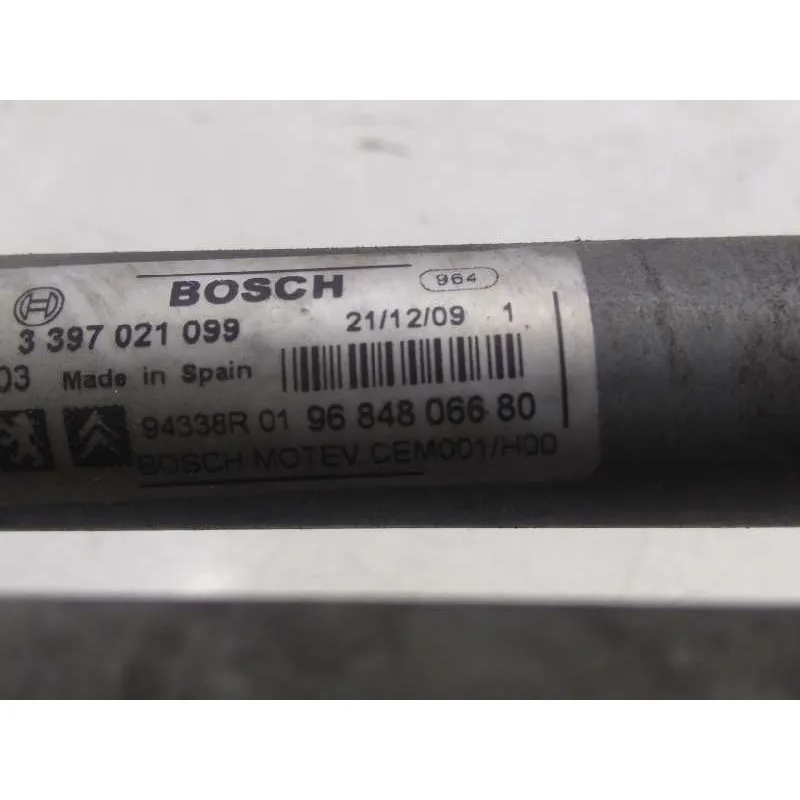 BOSCH 964
3 397 021 099 21/12/09 1
03 Made in Spain
94338R 01 96 848 066 80
BOSCH MOTEV CEM001/H00